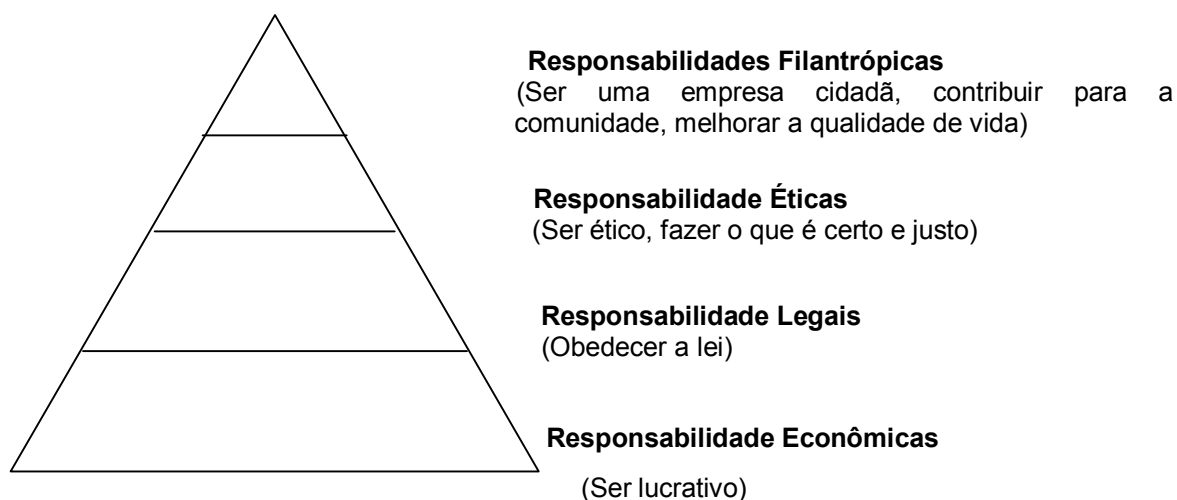 Responsabilidades Filantrópicas
(Ser uma empresa cidadã, contribuir para a
comunidade, melhorar a qualidade de vida)
Responsabilidade Éticas
(Ser ético, fazer o que é certo e justo)
Responsabilidade Legais
(Obedecer a lei)
Responsabilidade Econômicas
(Ser lucrativo)